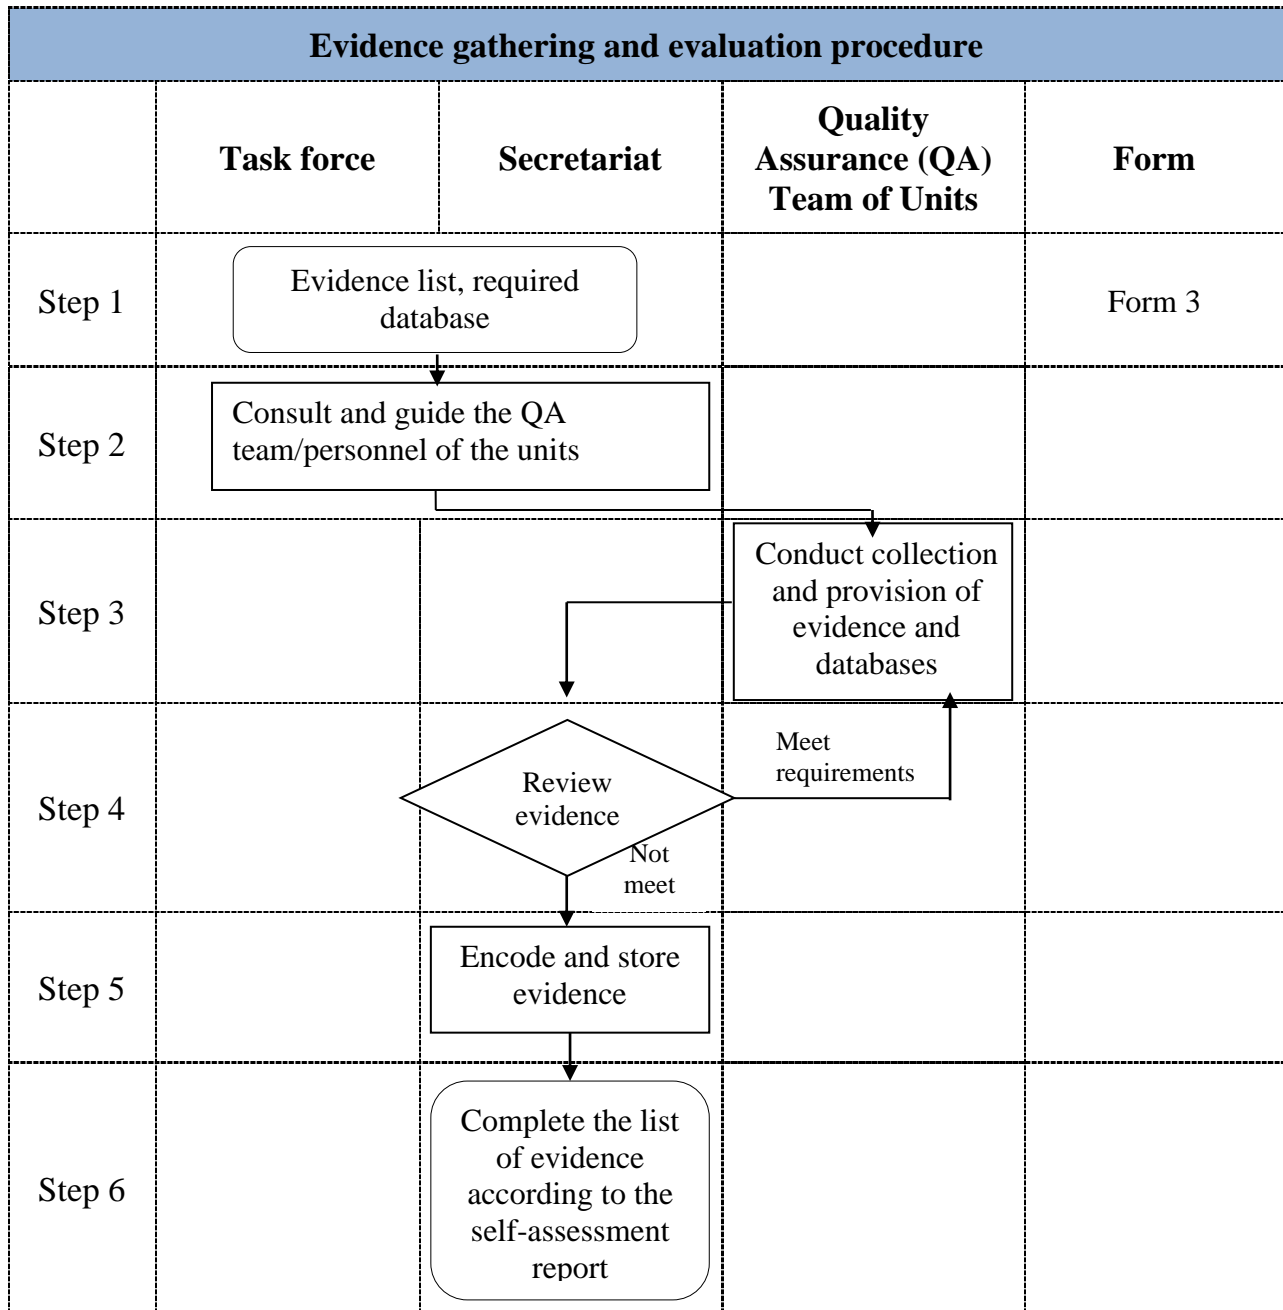 Evidence gathering and evaluation procedure
Task force
Secretariat
Quality
Assurance (QA)
Team of Units
Form
Step 1
Evidence list, required
database
Form 3
Step 2
Consult and guide the QA
team/personnel of the units
Step 3
Conduct collection
and provision of
evidence and
databases
Step 4
Review
evidence
Meet
requirements
Not
meet
Step 5
Encode and store
evidence
Step 6
Complete the list
of evidence
according to the
self-assessment
report